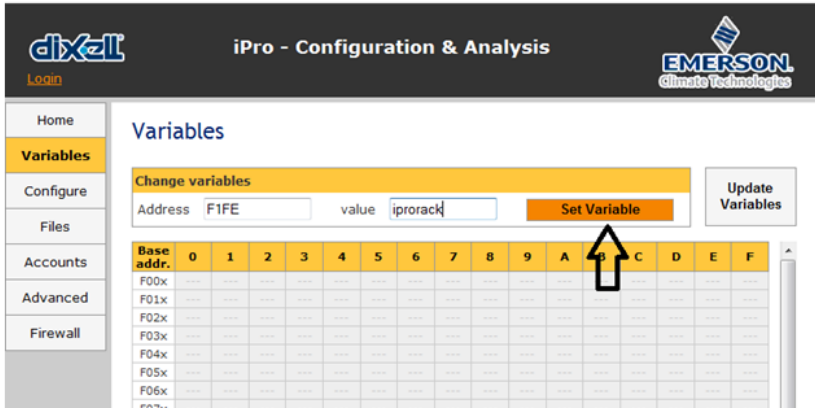 dixell
iPro - Configuration & Analysis
EMERSON.
Climate Technologies
Login
Home
Variables
Configure
Files
Accounts
Advanced
Firewall
Variables
Change variables
Address F1FE value iprorack Set Variable
Update
Variables
Base addr. 0 1 2 3 4 5 6 7 8 9 A B C D E F
F00x --- --- --- --- --- --- --- --- --- --- --- --- --- --- --- ---
F01x --- --- --- --- --- --- --- --- --- --- --- --- --- --- --- ---
F02x --- --- --- --- --- --- --- --- --- --- --- --- --- --- --- ---
F03x --- --- --- --- --- --- --- --- --- --- --- --- --- --- --- ---
F04x --- --- --- --- --- --- --- --- --- --- --- --- --- --- --- ---
F05x --- --- --- --- --- --- --- --- --- --- --- --- --- --- --- ---
F06x --- --- --- --- --- --- --- --- --- --- --- --- --- --- --- ---